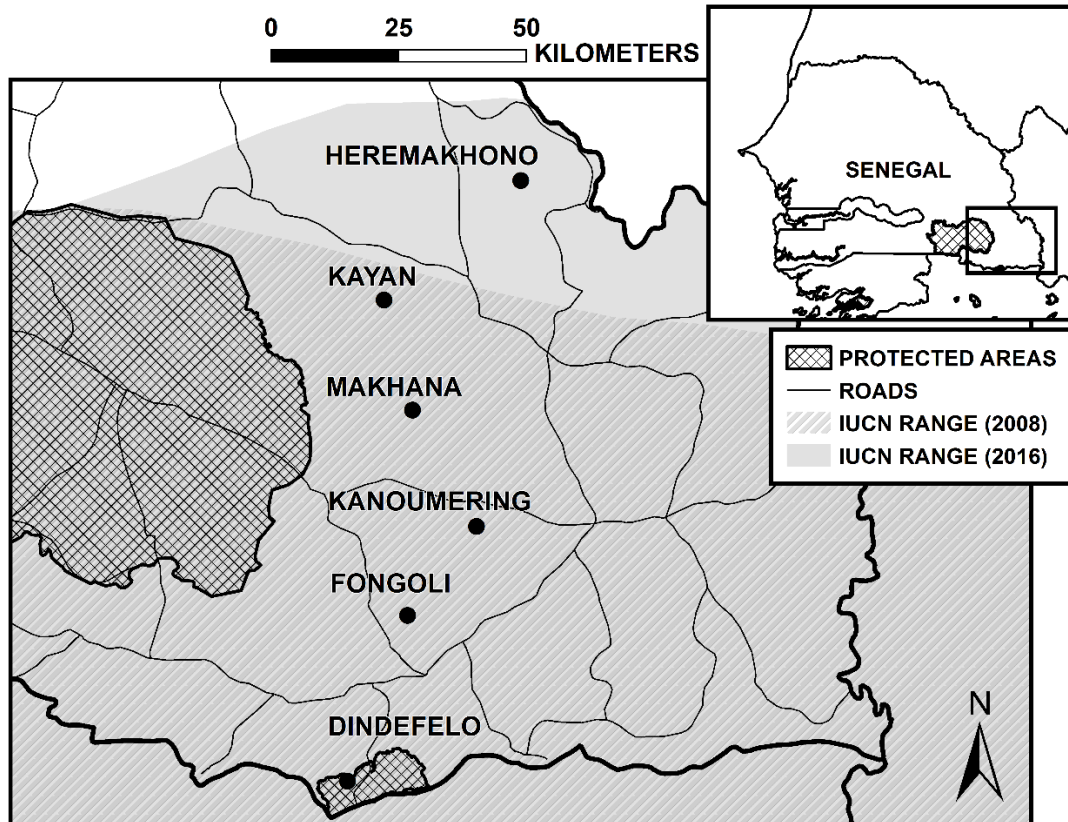 0 25 50
KILOMETERS
SENEGAL
HEREMAKHONO
KAYAN
MAKHANA
KANOUMERING
FONGOLI
DINDEFELO
PROTECTED AREAS
ROADS
IUCN RANGE (2008)
IUCN RANGE (2016)
N